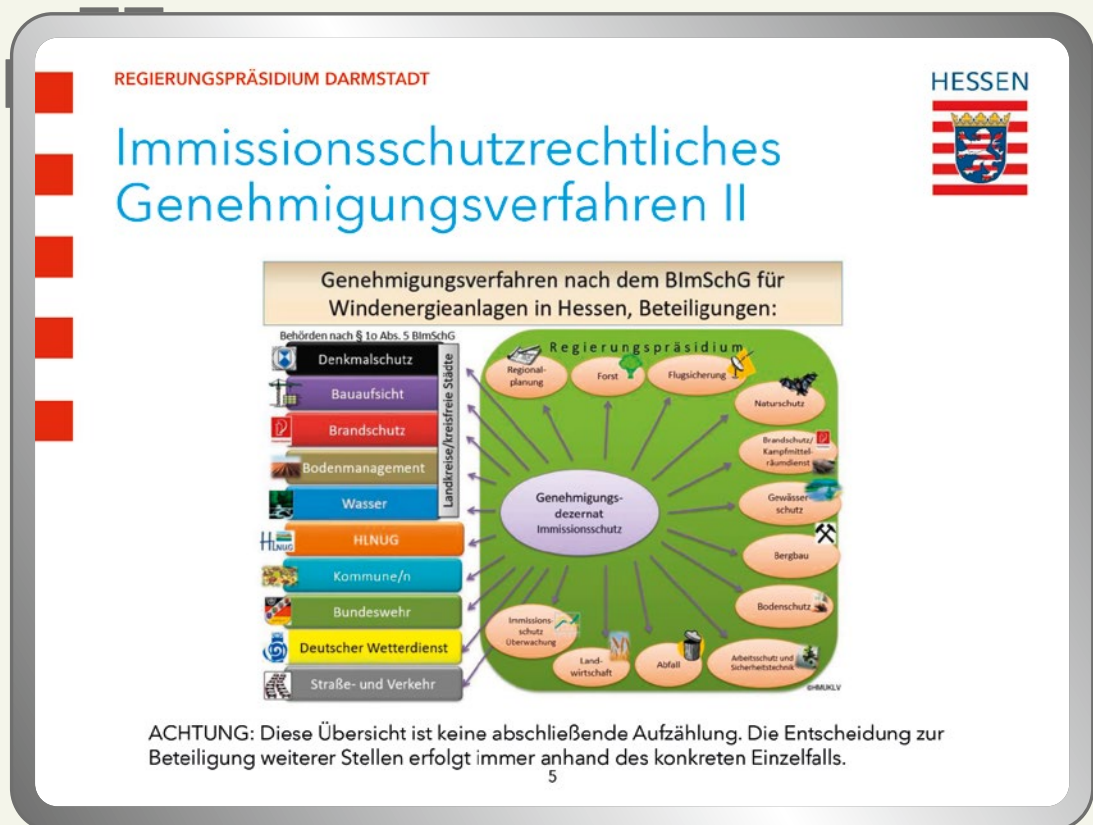 REGIERUNGSPRÄSIDIUM DARMSTADT
HESSEN
Immissionsschutzrechtliches
Genehmigungsverfahren II
Genehmigungsverfahren nach dem BImSchG für
Windenergieanlagen in Hessen, Beteiligungen:
Behörden nach § 1o Abs. 5 BImSchG
Denkmalschutz
Bauaufsicht
Brandschutz
Bodenmanagement
Wasser
Landkreise/kreisfreie Städte
HLNUG
HLNUG
Kommune/n
Bundeswehr
Deutscher Wetterdienst
Straße- und Verkehr
Regierungspräsidium
Regional-
planung
Forst
Flugsicherung
Naturschutz
Brandschutz/
Kampfmittel-
räumdienst
Gewässer
schutz
Bergbau
Bodenschutz
Arbeitsschutz und
Sicherheitstechnik
Abfall
Land-
wirtschaft
Immissions-
schutz
Überwachung
Genehmigungs-
dezernat
Immissionsschutz
©HMUKLV
ACHTUNG: Diese Übersicht ist keine abschließende Aufzählung. Die Entscheidung zur
Beteiligung weiterer Stellen erfolgt immer anhand des konkreten Einzelfalls.
5